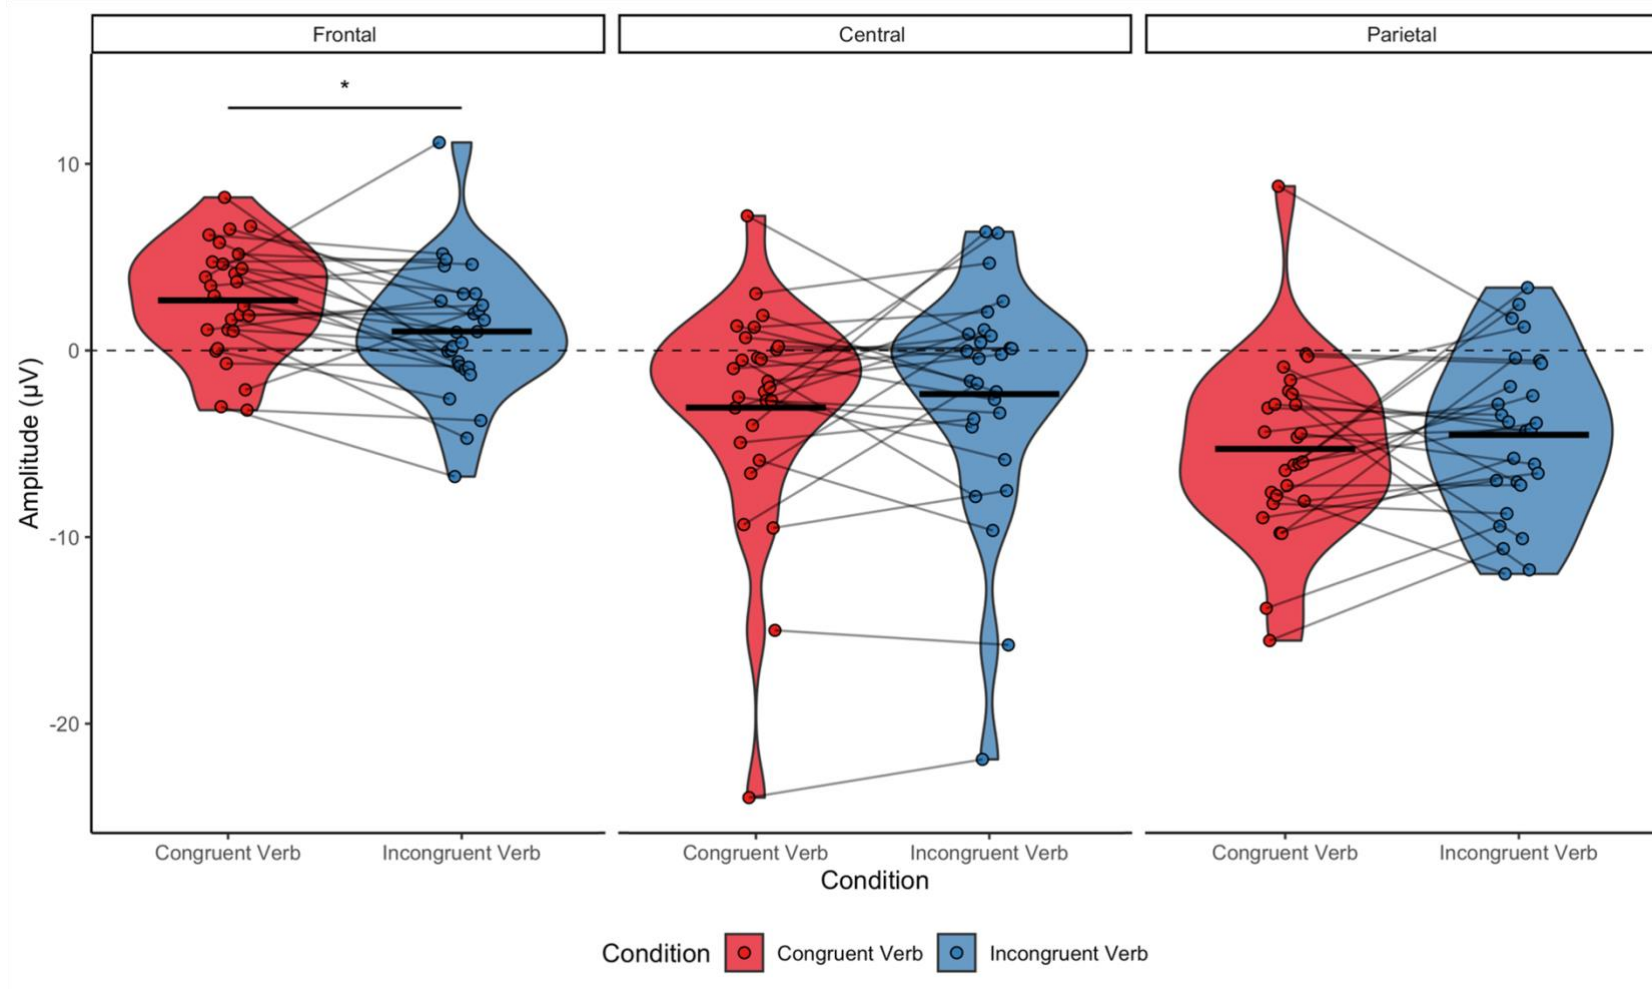 Frontal
Central
Parietal
*
Amplitude (µV)
10
0
-10
-20
Congruent Verb
Incongruent Verb
Congruent Verb
Incongruent Verb
Congruent Verb
Incongruent Verb
Condition
Condition
Congruent Verb
Incongruent Verb